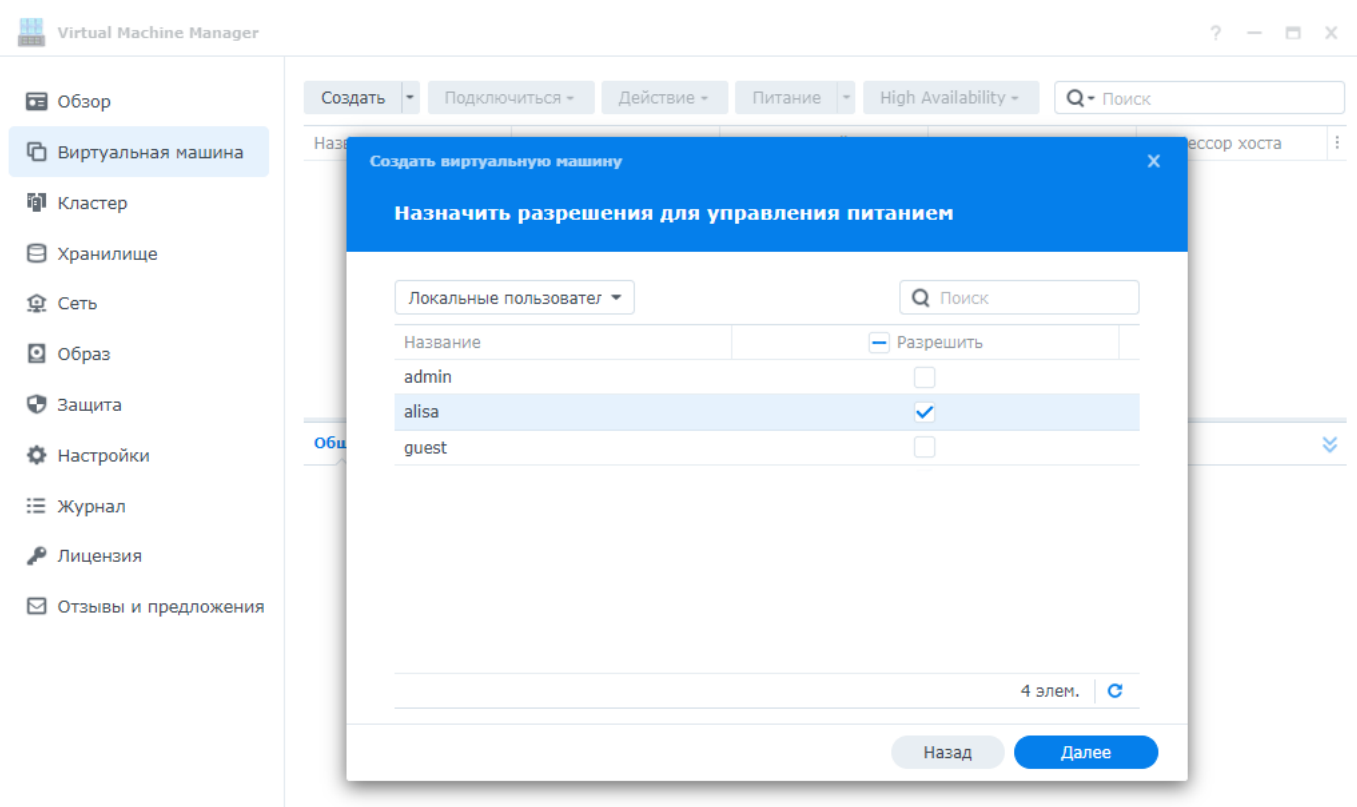 Virtual Machine Manager
Обзор
Виртуальная машина
Кластер
Хранилище
Сеть
Образ
Защита
Настройки
Журнал
Лицензия
Отзывы и предложения
Создать Подключиться Действие Питание High Availability Поиск
Создать виртуальную машину
Назначить разрешения для управления питанием
Локальные пользовател Поиск
Название Разрешить
admin
alisa
guest
4 элем.
Назад Далее